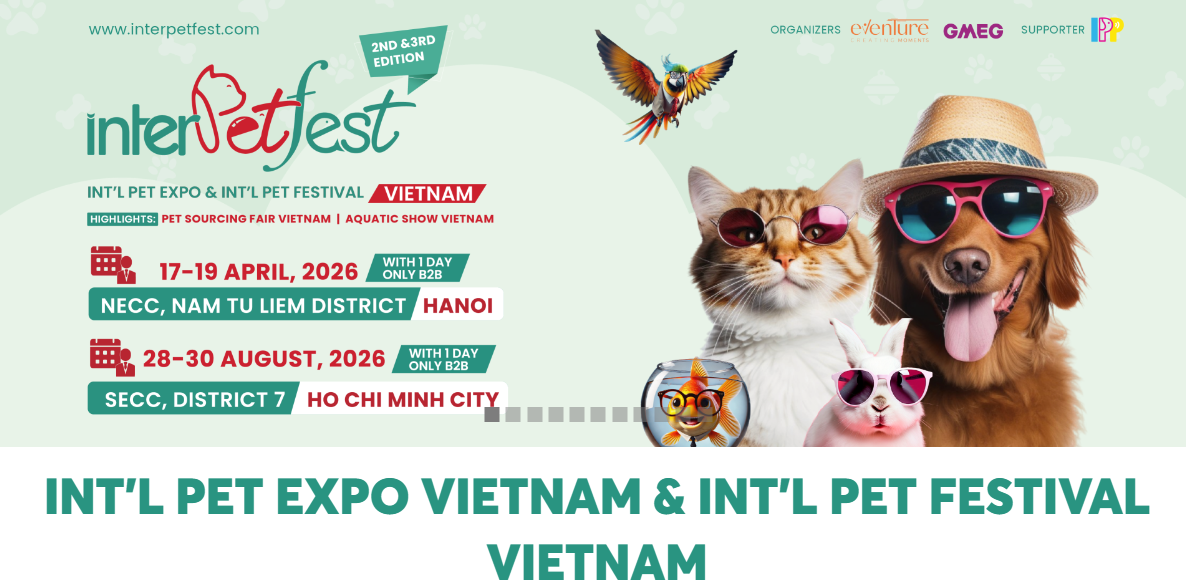 www.interpetfest.com
ORGANIZERS eventure GMEG SUPPORTER IPP
2ND &3RD
EDITION
interPetfest
INT'L PET EXPO & INT'L PET FESTIVAL VIETNAM
HIGHLIGHTS: PET SOURCING FAIR VIETNAM | AQUATIC SHOW VIETNAM
17-19 APRIL, 2026
WITH 1 DAY
ONLY B2B
NECC, NAM TU LIEM DISTRICT HANOI
28-30 AUGUST, 2026
WITH 1 DAY
ONLY B2B
SECC, DISTRICT 7 HO CHI MINH CITY
INT'L PET EXPO VIETNAM & INT'L PET FESTIVAL
VIETNAM